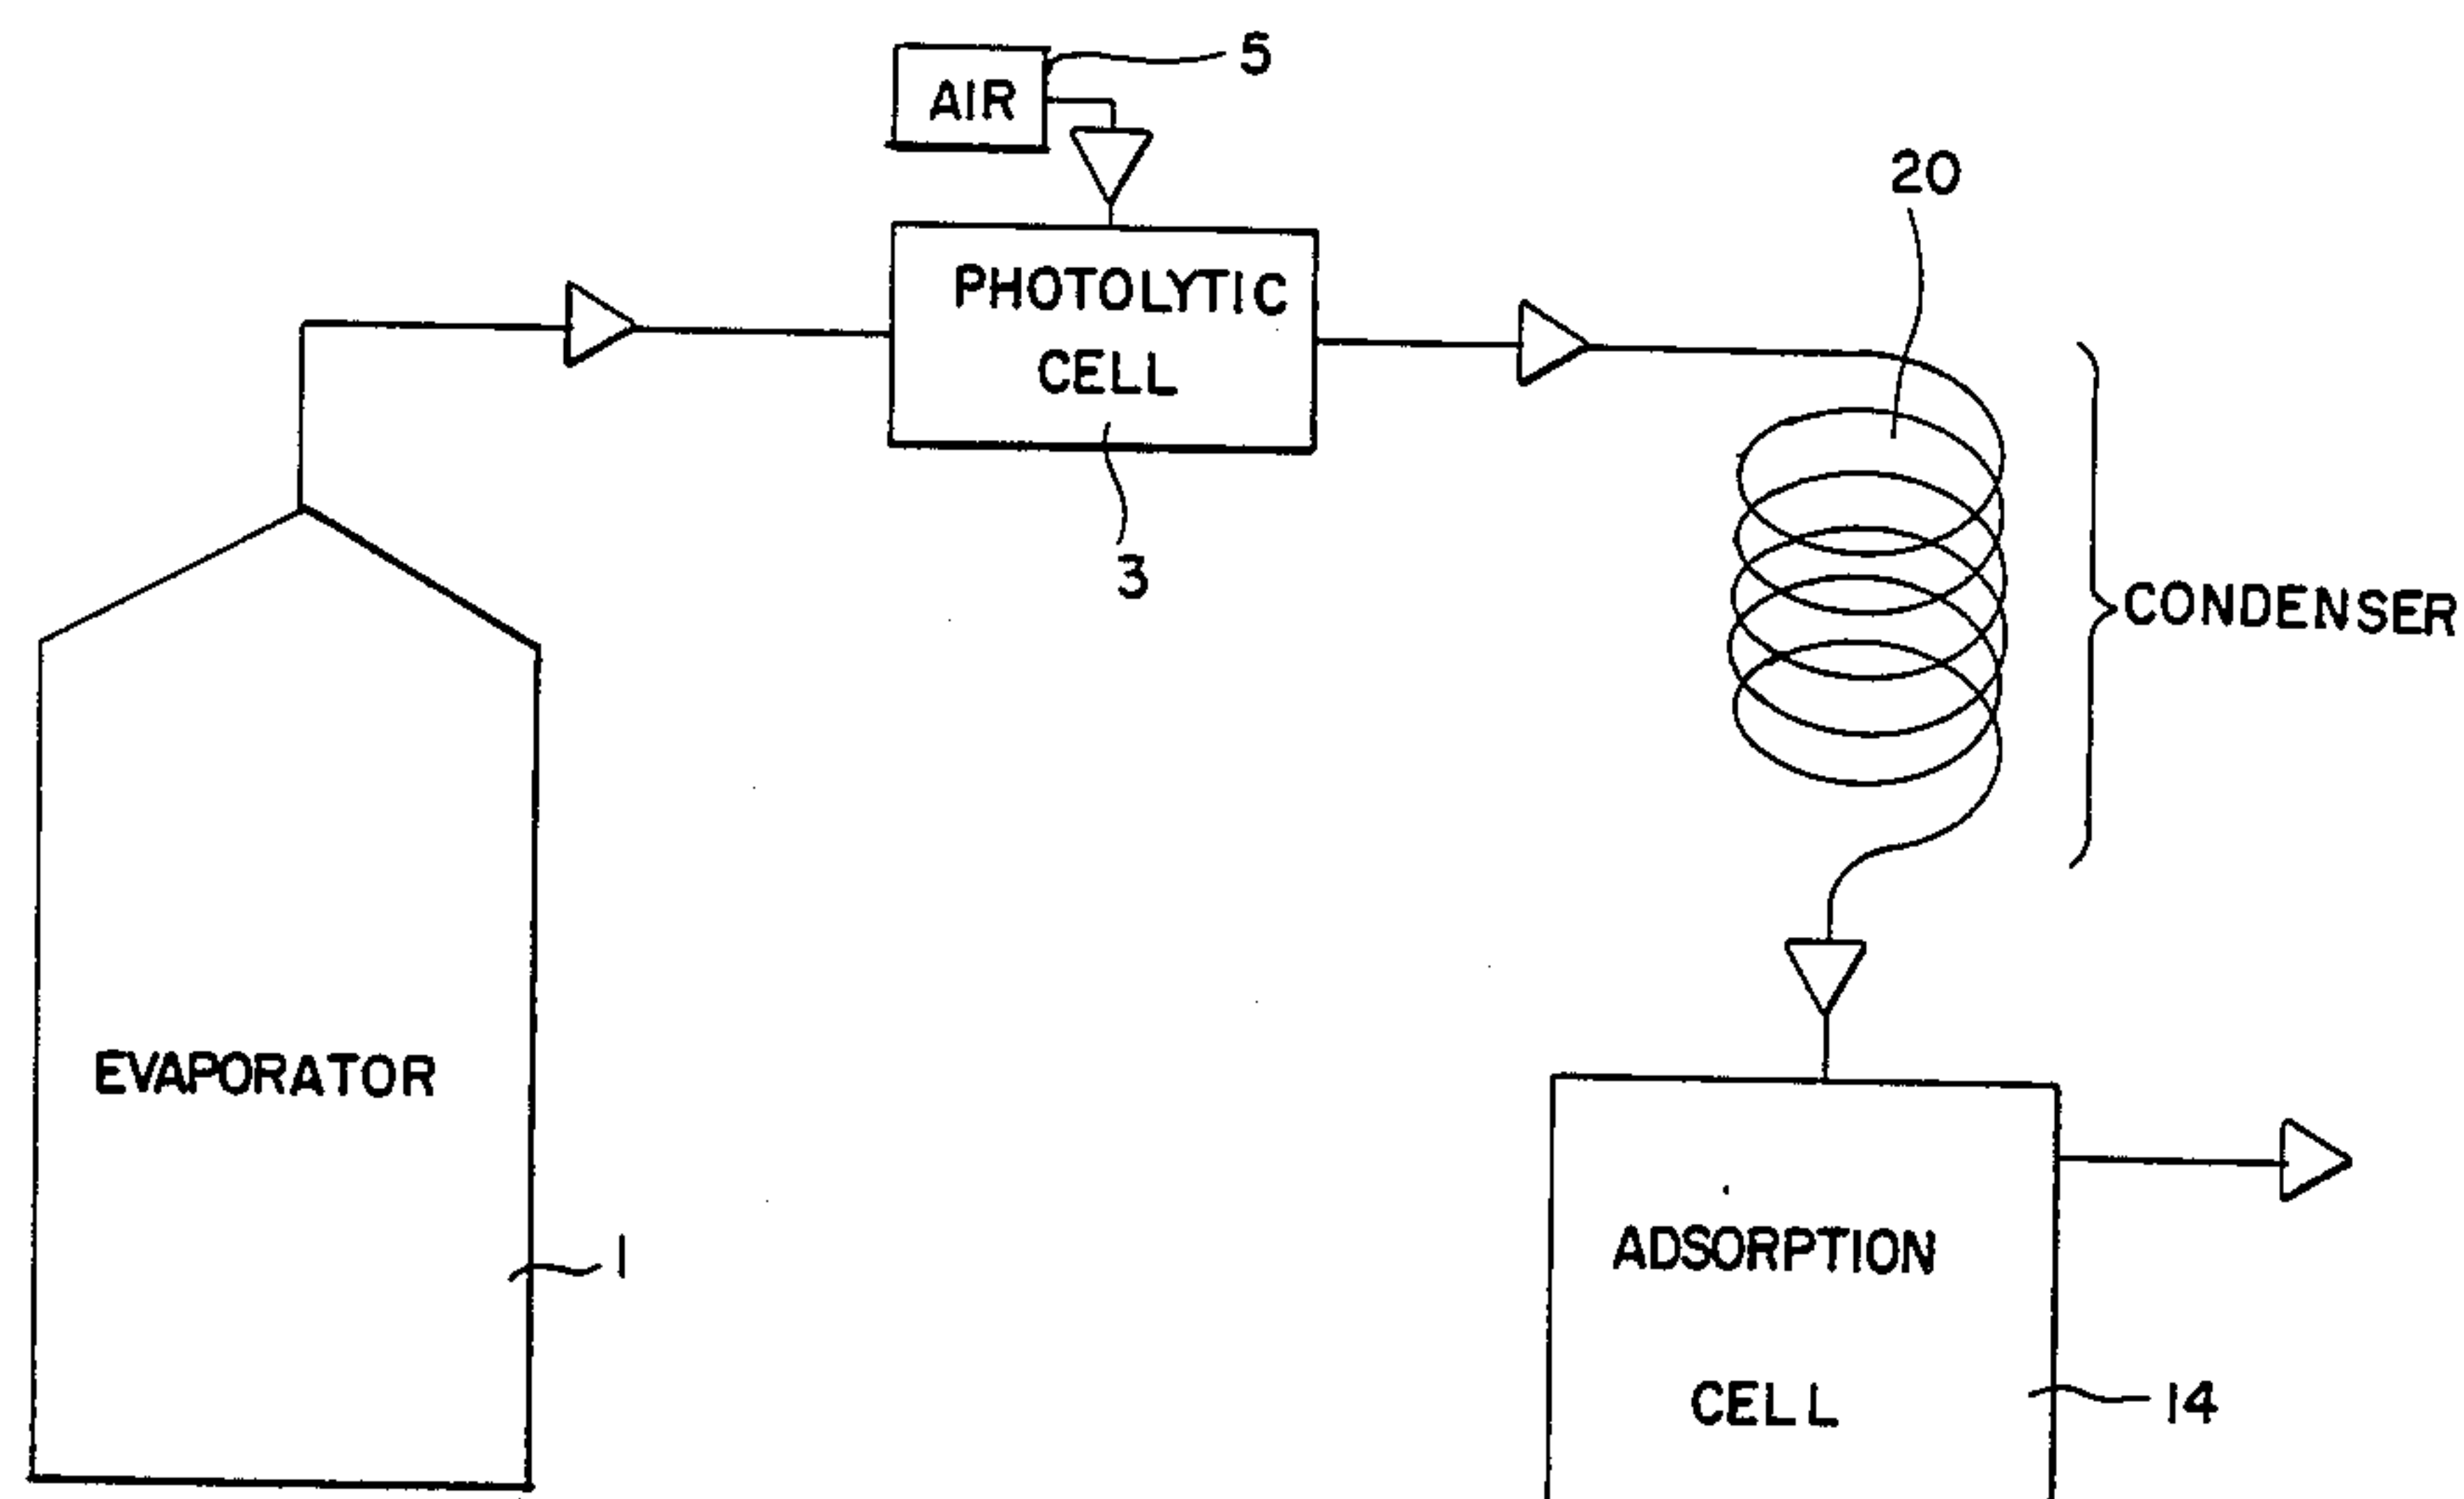 5
AIR
20
PHOTOLYTIC
CELL
3
CONDENSER
EVAPORATOR
1
ADSORPTION
CELL
14